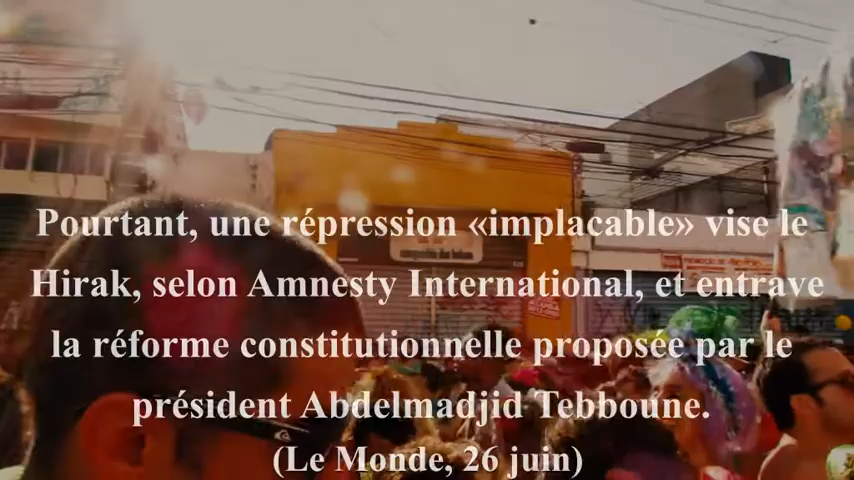 Pourtant, une répression «implacable» vise le
Hirak, selon Amnesty International, et entrave
la réforme constitutionnelle proposée par le
président Abdelmadjid Tebboune.
(Le Monde, 26 juin)